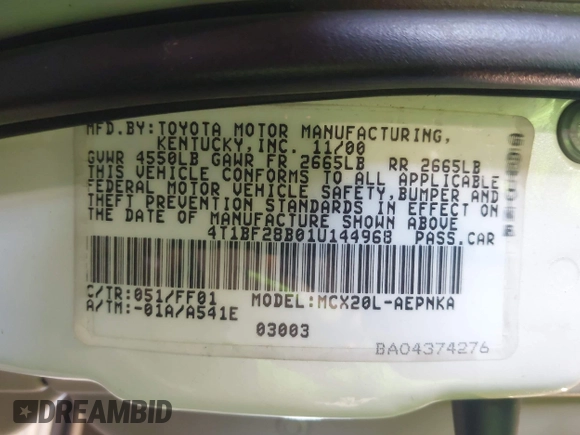 MFD.BY:TOYOTA MOTOR MANUFACTURING,
KENTUCKY,INC. 11/00
GVWR 4550LB GAWR FR 2665LB RR 2665LB
THIS VEHICLE CONFORMS TO ALL APPLICABLE
FEDERAL MOTOR VEHICLE SAFETY,BUMPER AND
THEFT PREVENTION STANDARDS IN EFFECT ON
THE DATE OF MANUFACTURE SHOWN ABOVE
4T1BF28B01U144968 PASS.CAR
C/TR:051/FF01 MODEL:MCX20L-AEPNKA
A/TM:-01A/A541E
03003
BA04374276
DREAMBID